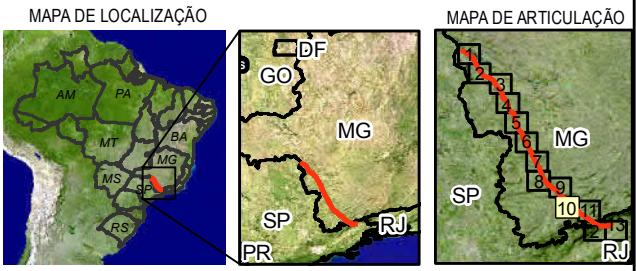 MAPA DE LOCALIZAÇÃO
AM
PA
MT
BA
MG
MS
SP
RS
DF
GO
MG
SP
RJ
PR
MAPA DE ARTICULAÇÃO
1
2
3
4
5
6
7
8
9
10
11
2
13
MG
SP
RJ